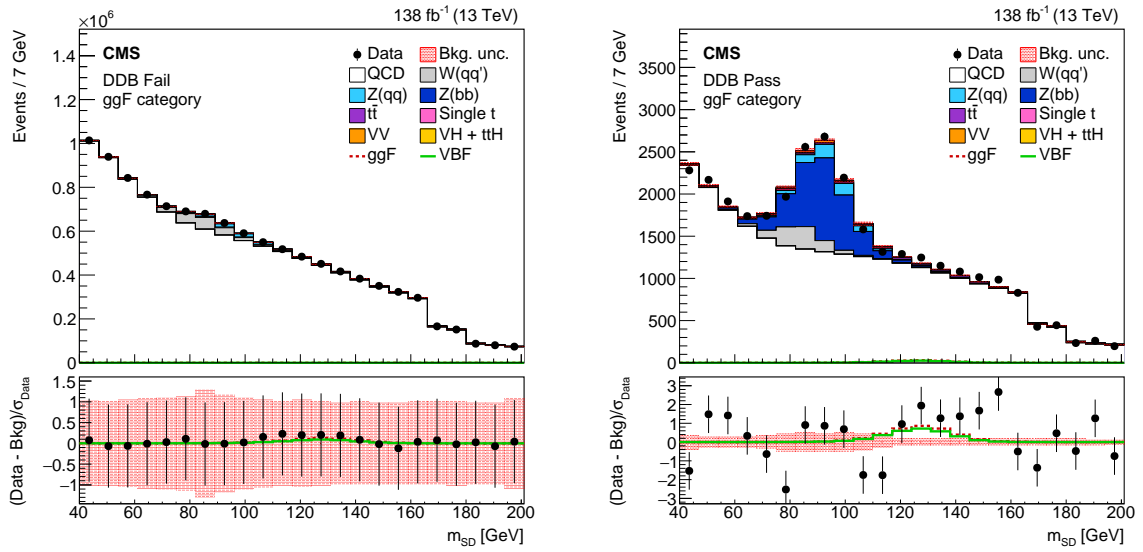 ×10⁶
138 fb⁻¹ (13 TeV)
Events / 7 GeV
CMS
DDB Fail
ggF category
Data
Bkg. unc.
QCD
W(qq')
Z(qq)
Z(bb)
tt̄
Single t
VV
VH + ttH
ggF
VBF
1.4
1.2
1
0.8
0.6
0.4
0.2
0
(Data - Bkg)/σ_Data
1.5
1
0.5
0
−0.5
−1
40 60 80 100 120 140 160 180 200
m_SD [GeV]
138 fb⁻¹ (13 TeV)
Events / 7 GeV
CMS
DDB Pass
ggF category
Data
Bkg. unc.
QCD
W(qq')
Z(qq)
Z(bb)
tt̄
Single t
VV
VH + ttH
ggF
VBF
3500
3000
2500
2000
1500
1000
500
0
(Data - Bkg)/σ_Data
3
2
1
0
−1
−2
−3
40 60 80 100 120 140 160 180 200
m_SD [GeV]